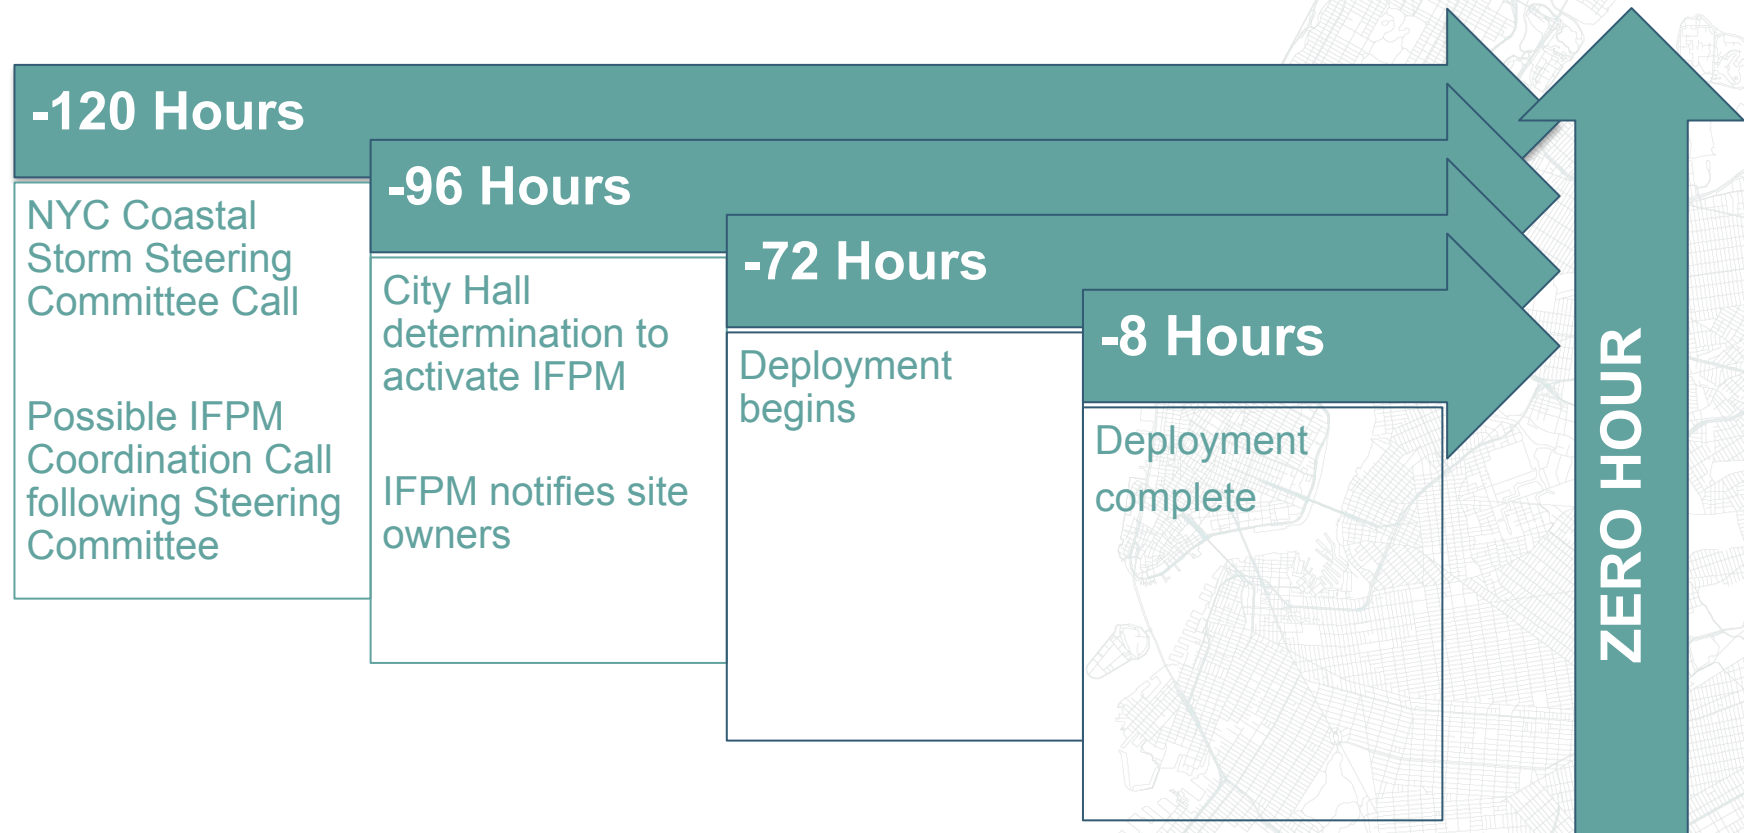 -120 Hours
NYC Coastal
Storm Steering
Committee Call
Possible IFPM
Coordination Call
following Steering
Committee
-96 Hours
City Hall
determination to
activate IFPM
IFPM notifies site
owners
-72 Hours
Deployment
begins
-8 Hours
Deployment
complete
ZERO HOUR